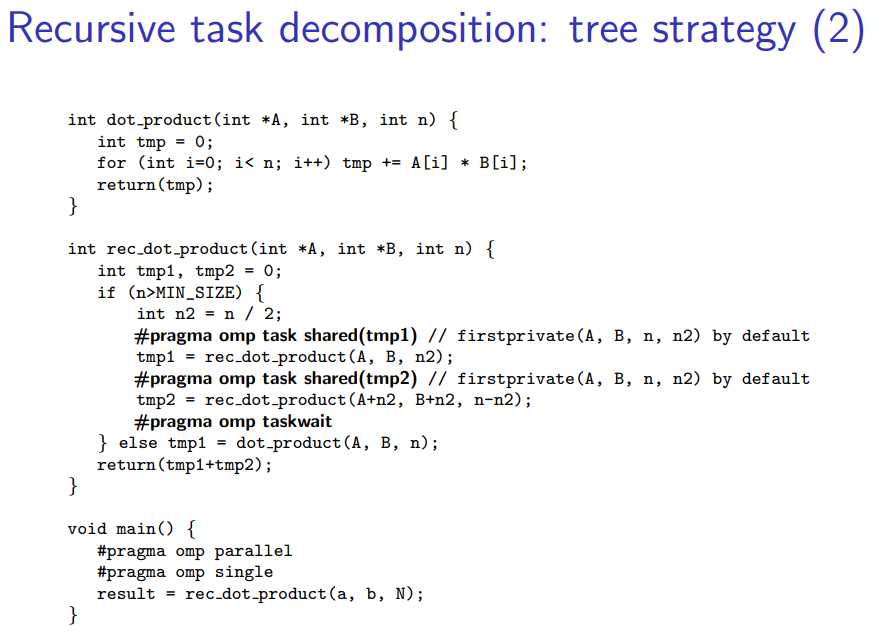 Recursive task decomposition: tree strategy (2)
int dot_product(int *A, int *B, int n) {
int tmp = 0;
for (int i=0; i< n; i++) tmp += A[i] * B[i];
return(tmp);
}
int rec_dot_product(int *A, int *B, int n) {
int tmp1, tmp2 = 0;
if (n>MIN_SIZE) {
int n2 = n / 2;
#pragma omp task shared(tmp1) // firstprivate(A, B, n, n2) by default
tmp1 = rec_dot_product(A, B, n2);
#pragma omp task shared(tmp2) // firstprivate(A, B, n, n2) by default
tmp2 = rec_dot_product(A+n2, B+n2, n-n2);
#pragma omp taskwait
} else tmp1 = dot_product(A, B, n);
return(tmp1+tmp2);
}
void main() {
#pragma omp parallel
#pragma omp single
result = rec_dot_product(a, b, N);
}